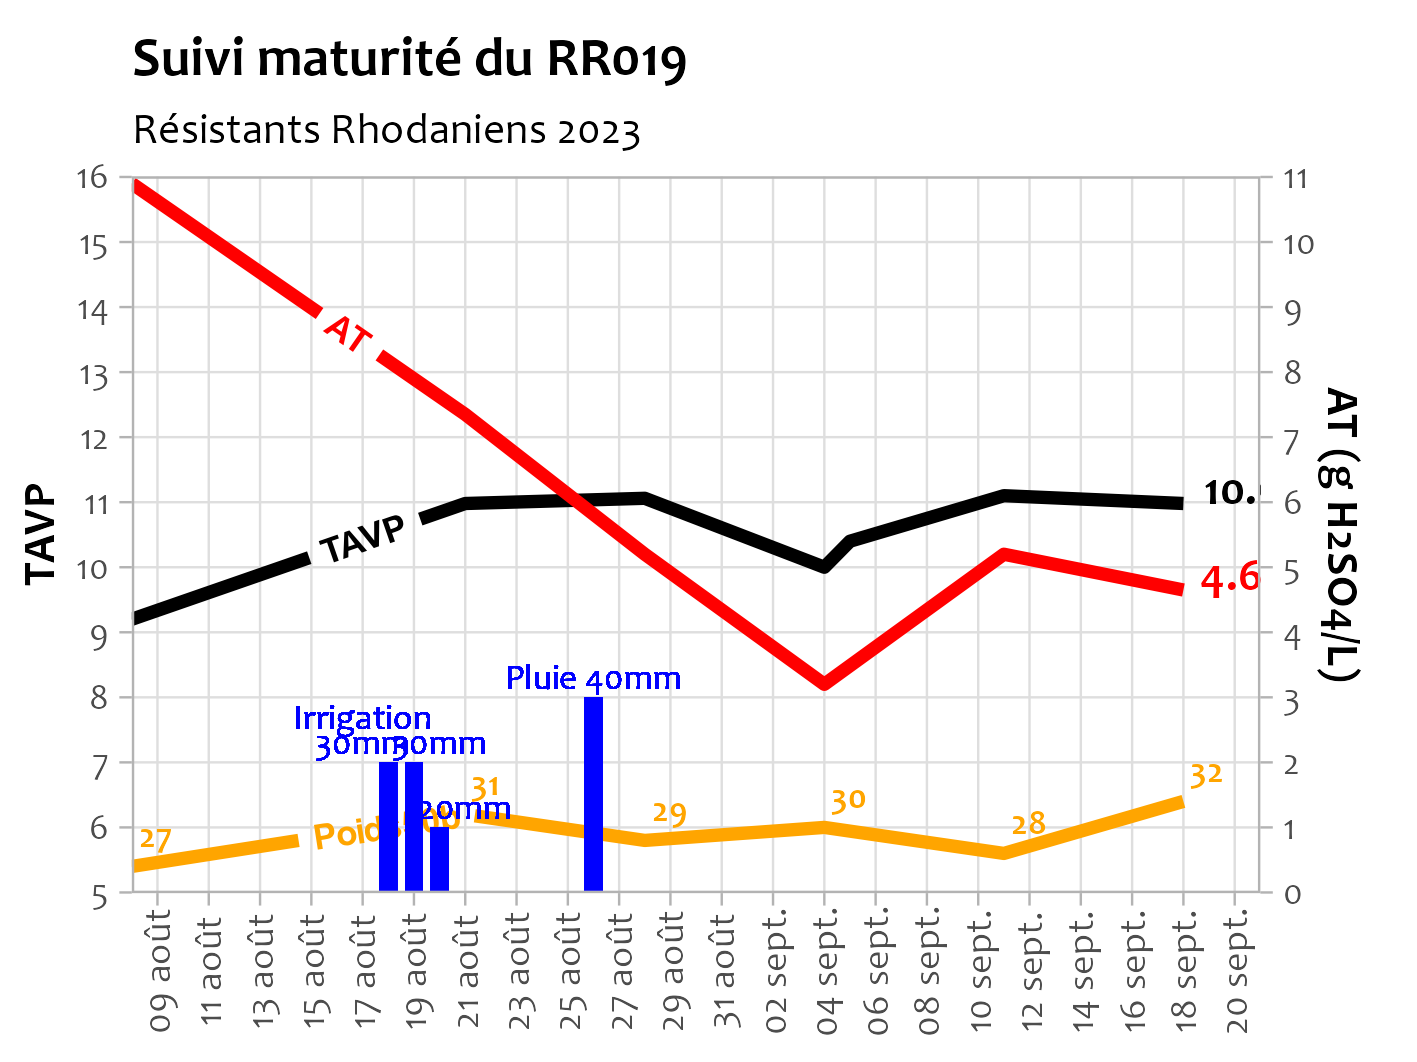 Suivi maturité du RR019
Résistants Rhodaniens 2023
16
15
14
13
12
11
10
9
8
7
6
5
TAVP
11
10
9
8
7
6
5
4
3
2
1
0
AT (g H2SO4/L)
AT
TAVP
10.
4.6
Pluie 40mm
Irrigation
30mm
30mm
20mm
27
31
29
30
28
32
09 août
11 août
13 août
15 août
17 août
19 août
21 août
23 août
25 août
27 août
29 août
31 août
02 sept.
04 sept.
06 sept.
08 sept.
10 sept.
12 sept.
14 sept.
16 sept.
18 sept.
20 sept.